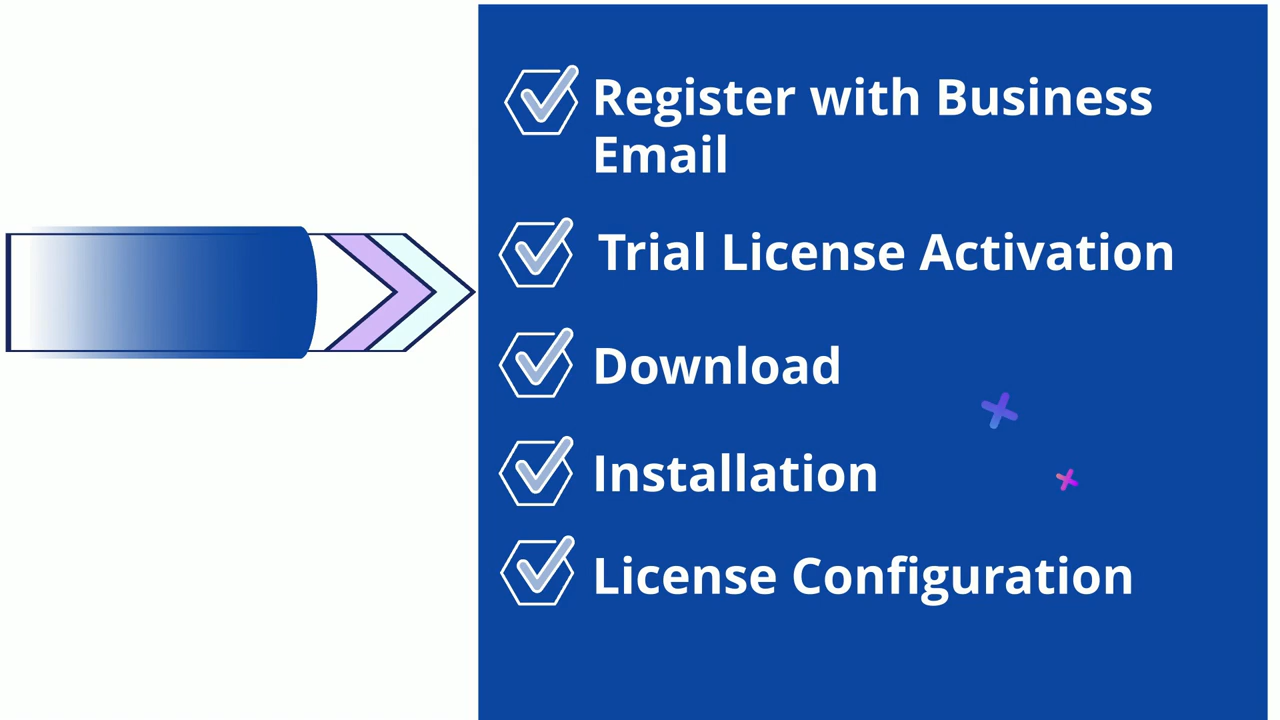 Register with Business
Email
Trial License Activation
Download
Installation
License Configuration